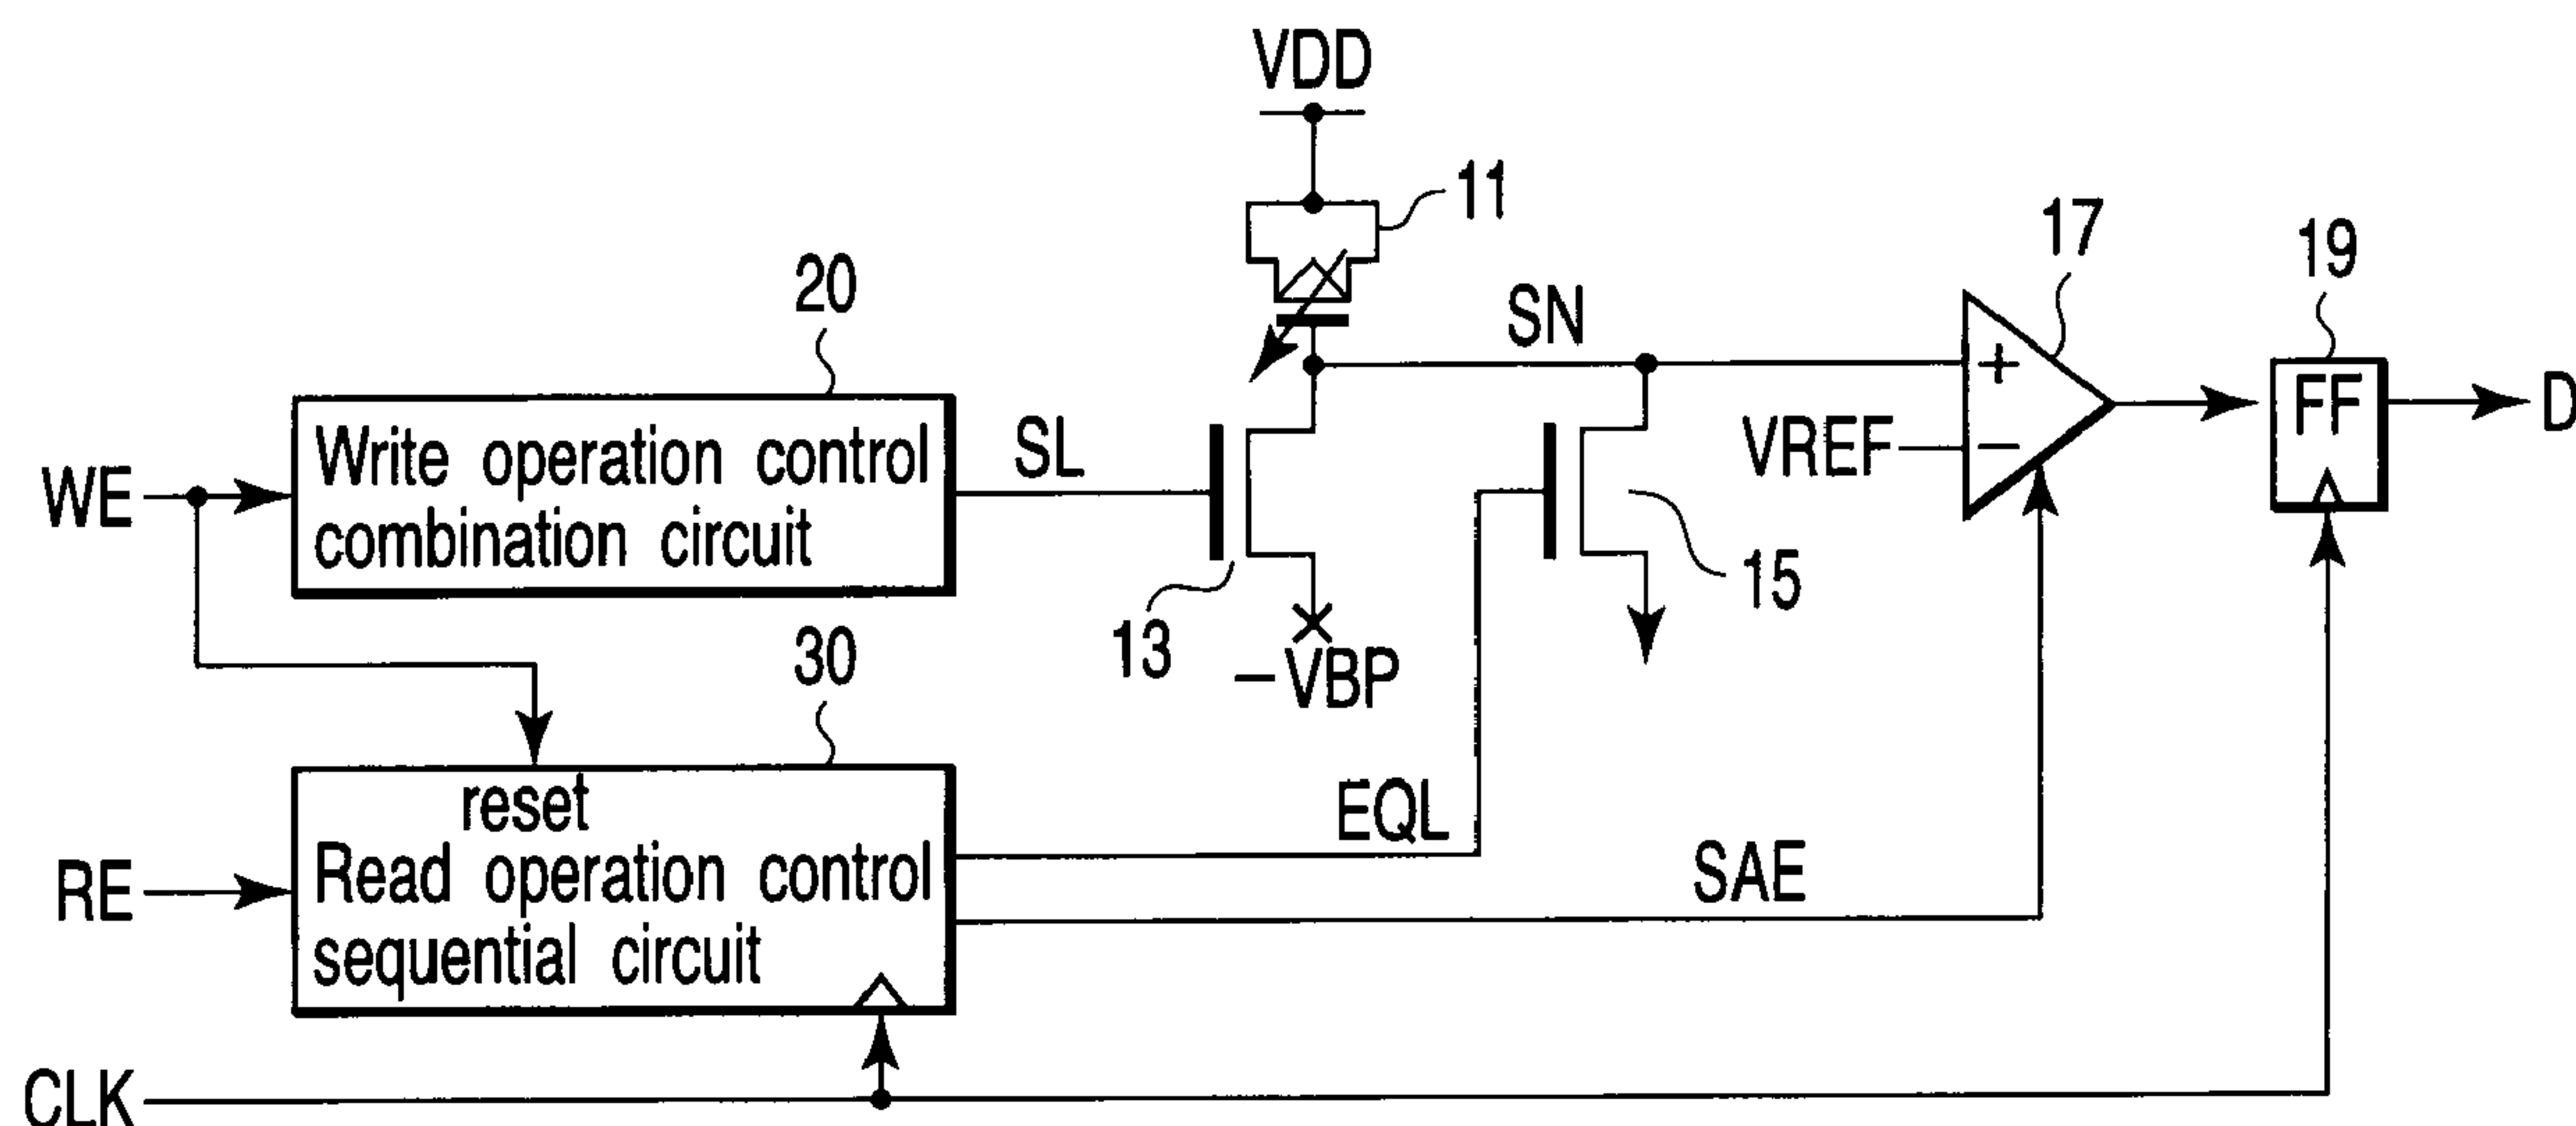 VDD
11
17
19
20
SN
FF
D
+
VREF
−
SL
WE
Write operation control
combination circuit
15
13
−VBP
30
reset
EQL
RE
Read operation control
sequential circuit
SAE
CLK